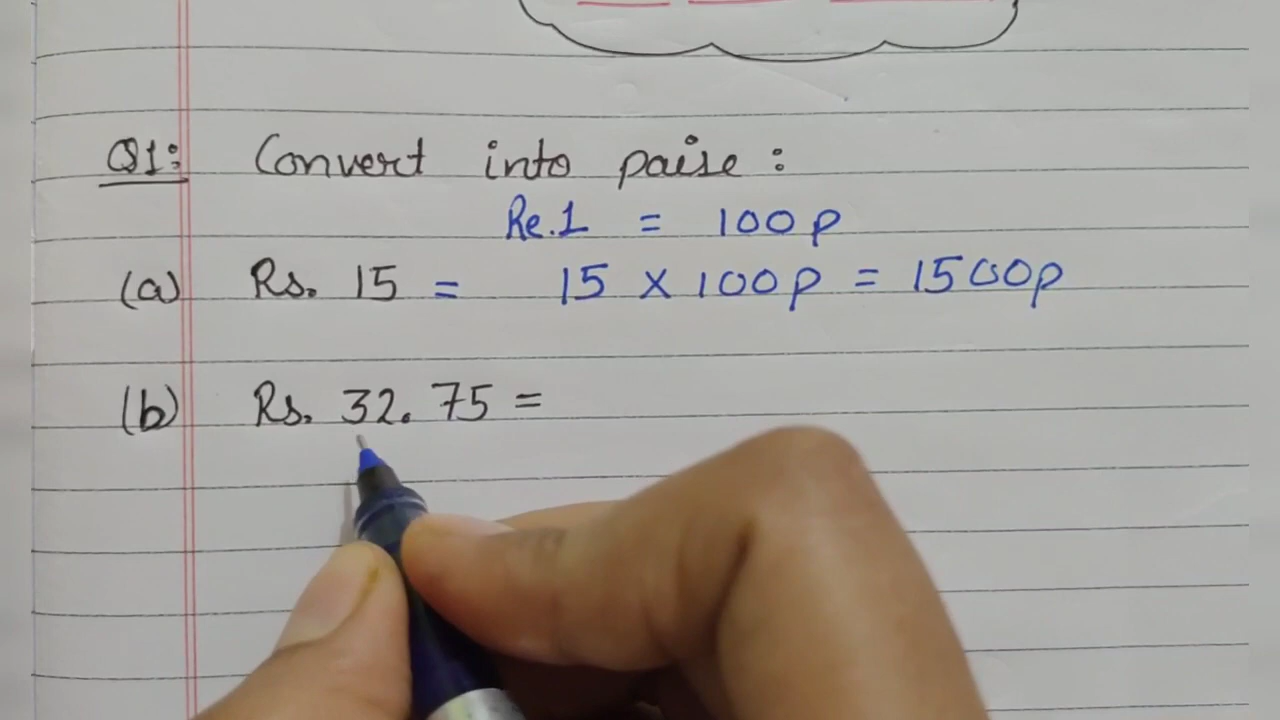 Q1: Convert into paise :
Re.1 = 100p
(a) Rs. 15 = 15 × 100p = 1500p
(b) Rs. 32.75 =